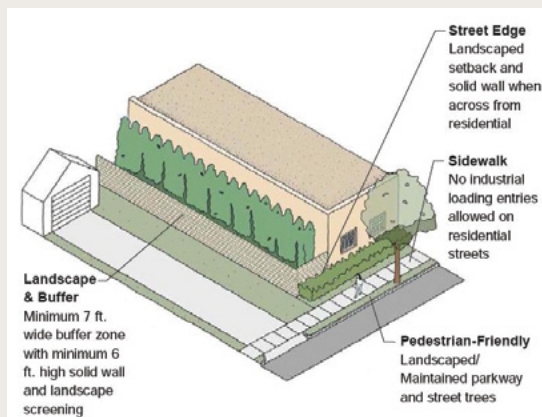 Street Edge
Landscaped
setback and
solid wall when
across from
residential
Sidewalk
No industrial
loading entries
allowed on
residential
streets
Landscape
& Buffer
Minimum 7 ft.
wide buffer zone
with minimum 6
ft. high solid wall
and landscape
screening
Pedestrian-Friendly
Landscaped/
Maintained parkway
and street trees